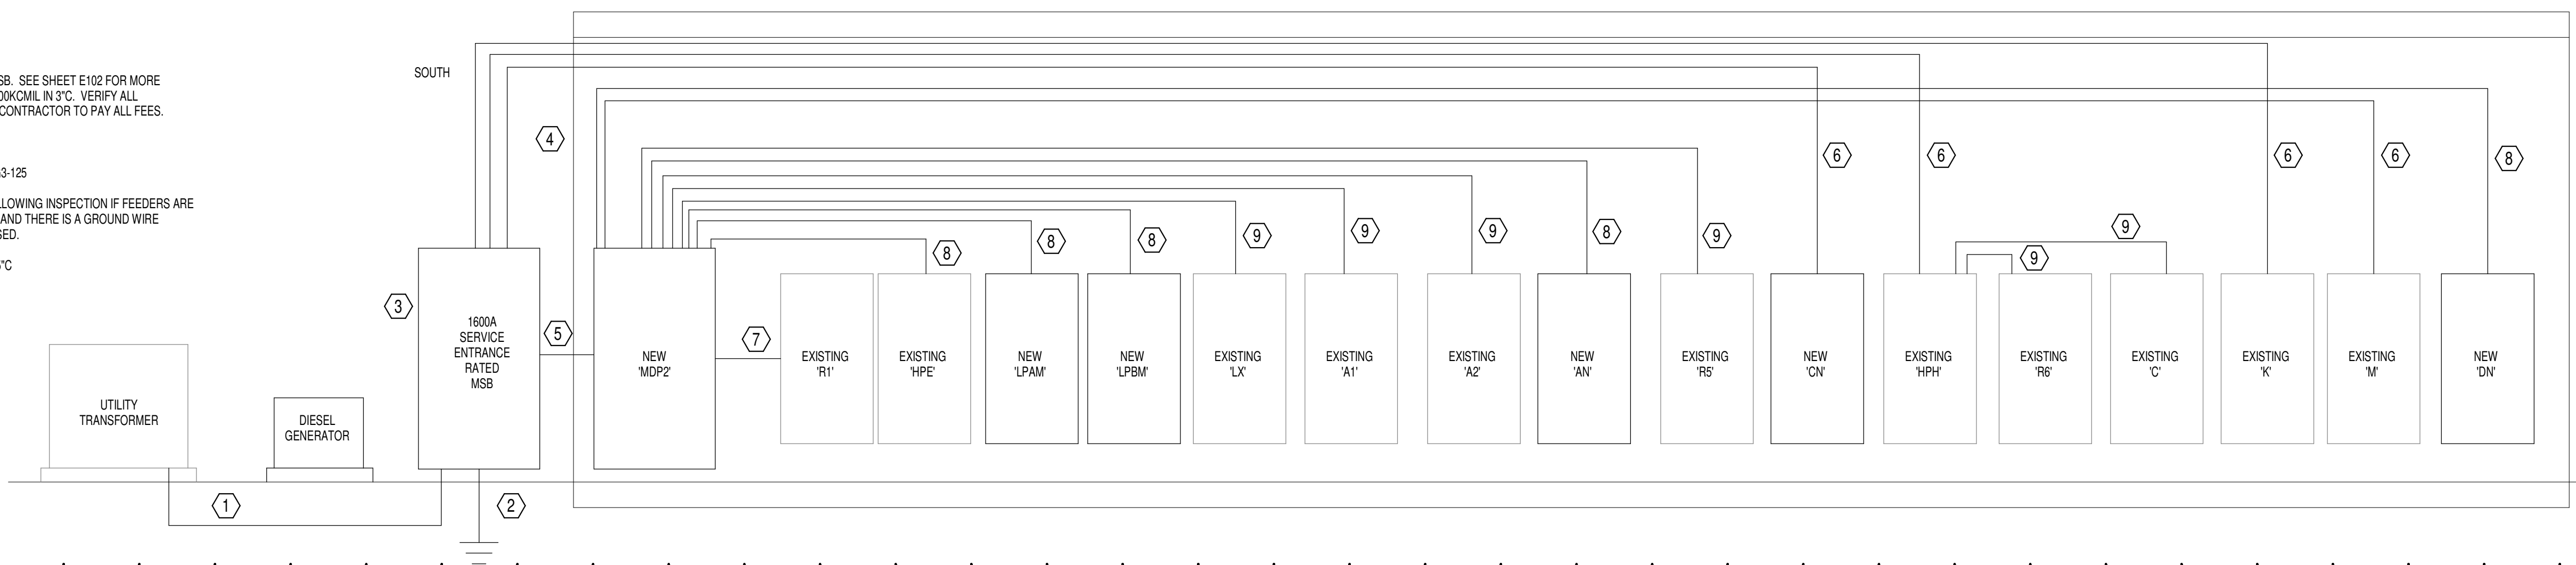 SB.  SEE SHEET E102 FOR MORE
00KCMIL IN 3"C.  VERIFY ALL
CONTRACTOR TO PAY ALL FEES.
3-125
LLOWING INSPECTION IF FEEDERS ARE
AND THERE IS A GROUND WIRE
SED.
"C
SOUTH
4
6
6
6
6
8
8
8
8
9
9
9
8
9
9
9
3
1600A
SERVICE
ENTRANCE
RATED
MSB
5
NEW
'MDP2'
7
EXISTING
'R1'
EXISTING
'HPE'
NEW
'LPAM'
NEW
'LPBM'
EXISTING
'LX'
EXISTING
'A1'
EXISTING
'A2'
NEW
'AN'
EXISTING
'R5'
NEW
'CN'
EXISTING
'HPH'
EXISTING
'R6'
EXISTING
'C'
EXISTING
'K'
EXISTING
'M'
NEW
'DN'
UTILITY
TRANSFORMER
DIESEL
GENERATOR
1
2